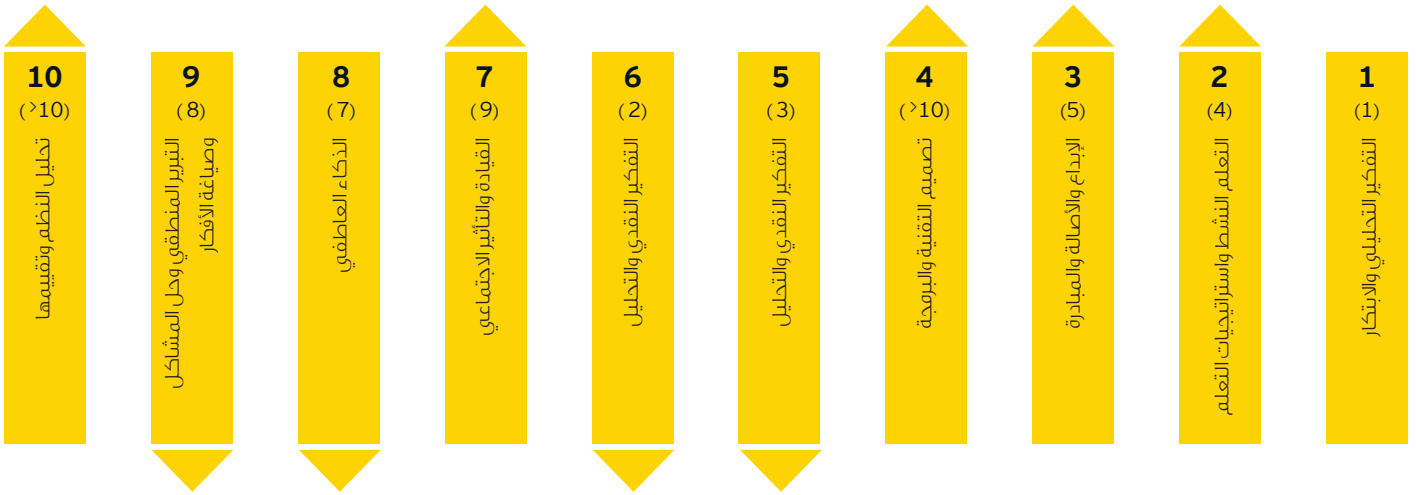 1
(1)
التفكير التحليلي والابتكار
2
(4)
التعلم النشط واستراتيجيات التعلم
3
(5)
الإبداع والأصالة والمبادرة
4
(>10)
تصميم التقنية والبرمجة
5
(3)
التفكير النقدي والتحليل
6
(2)
التفكير النقدي والتحليل
7
(9)
القيادة والتأثير الاجتماعي
8
(7)
الذكاء العاطفي
9
(8)
التبرير المنطقي وحل المشاكل
وصياغة الأفكار
10
(>10)
تحليل النظم وتقييمها